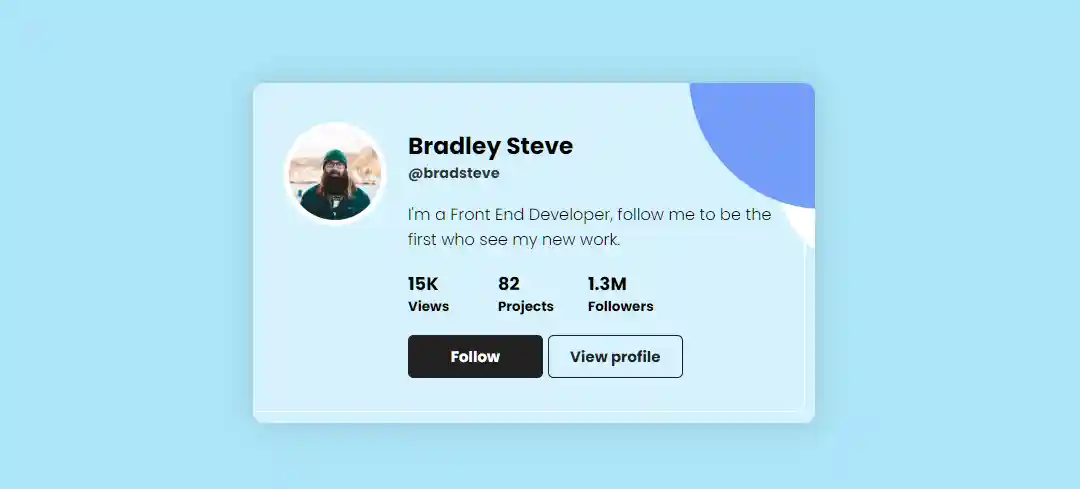 Bradley Steve
@bradsteve
I'm a Front End Developer, follow me to be the
first who see my new work.
15K 82 1.3M
Views Projects Followers
Follow View profile